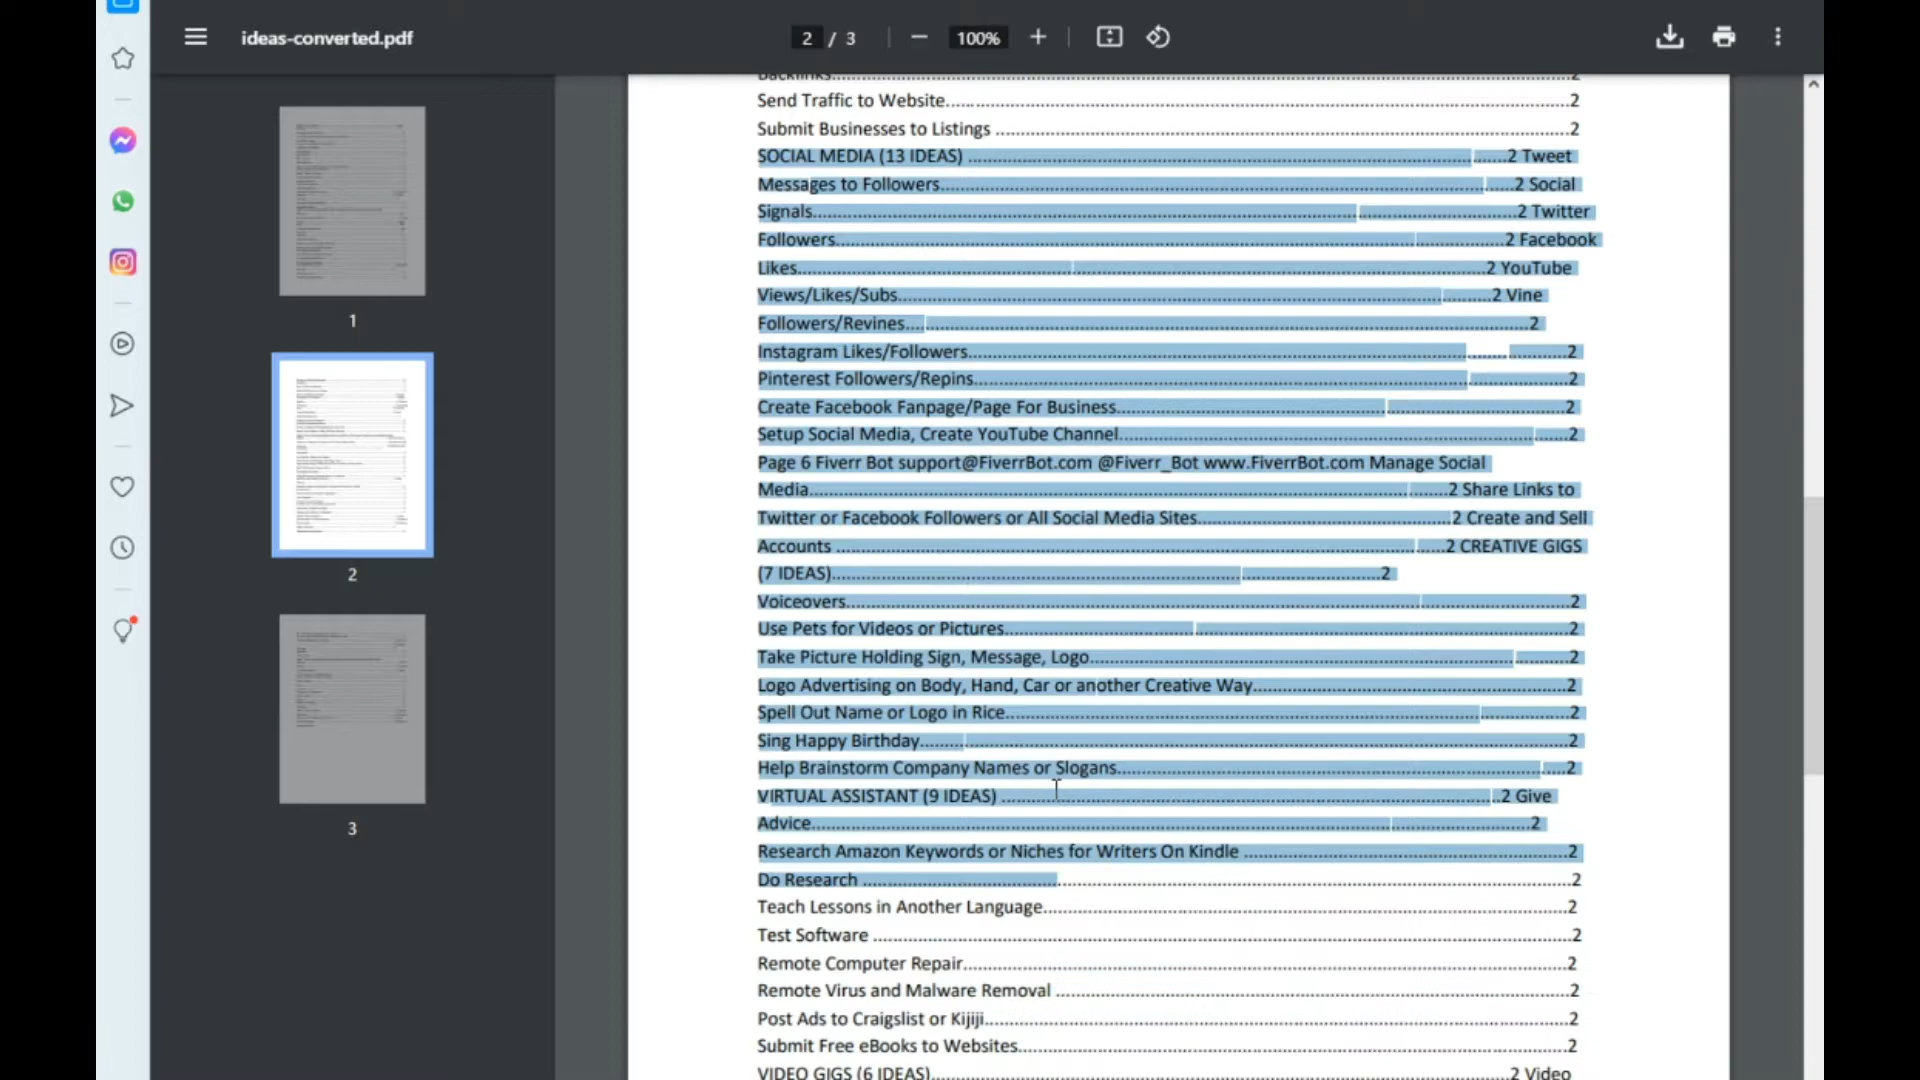 ideas-converted.pdf
2 / 3
100%
1
2
3
Backlinks....................2
Send Traffic to Website....................2
Submit Businesses to Listings ....................2
SOCIAL MEDIA (13 IDEAS) ....................2 Tweet
Messages to Followers....................2 Social
Signals....................2 Twitter
Followers....................2 Facebook
Likes....................2 YouTube
Views/Likes/Subs....................2 Vine
Followers/Revines....................2
Instagram Likes/Followers....................2
Pinterest Followers/Repins....................2
Create Facebook Fanpage/Page For Business....................2
Setup Social Media, Create YouTube Channel....................2
Page 6 Fiverr Bot support@FiverrBot.com @Fiverr_Bot www.FiverrBot.com Manage Social
Media....................2 Share Links to
Twitter or Facebook Followers or All Social Media Sites....................2 Create and Sell
Accounts ....................2 CREATIVE GIGS
(7 IDEAS)....................2
Voiceovers....................2
Use Pets for Videos or Pictures....................2
Take Picture Holding Sign, Message, Logo....................2
Logo Advertising on Body, Hand, Car or another Creative Way....................2
Spell Out Name or Logo in Rice....................2
Sing Happy Birthday....................2
Help Brainstorm Company Names or Slogans....................2
VIRTUAL ASSISTANT (9 IDEAS) ....................2 Give
Advice....................2
Research Amazon Keywords or Niches for Writers On Kindle ....................2
Do Research ....................2
Teach Lessons in Another Language....................2
Test Software ....................2
Remote Computer Repair....................2
Remote Virus and Malware Removal ....................2
Post Ads to Craigslist or Kijiji....................2
Submit Free eBooks to Websites....................2
VIDEO GIGS (6 IDEAS)....................2 Video